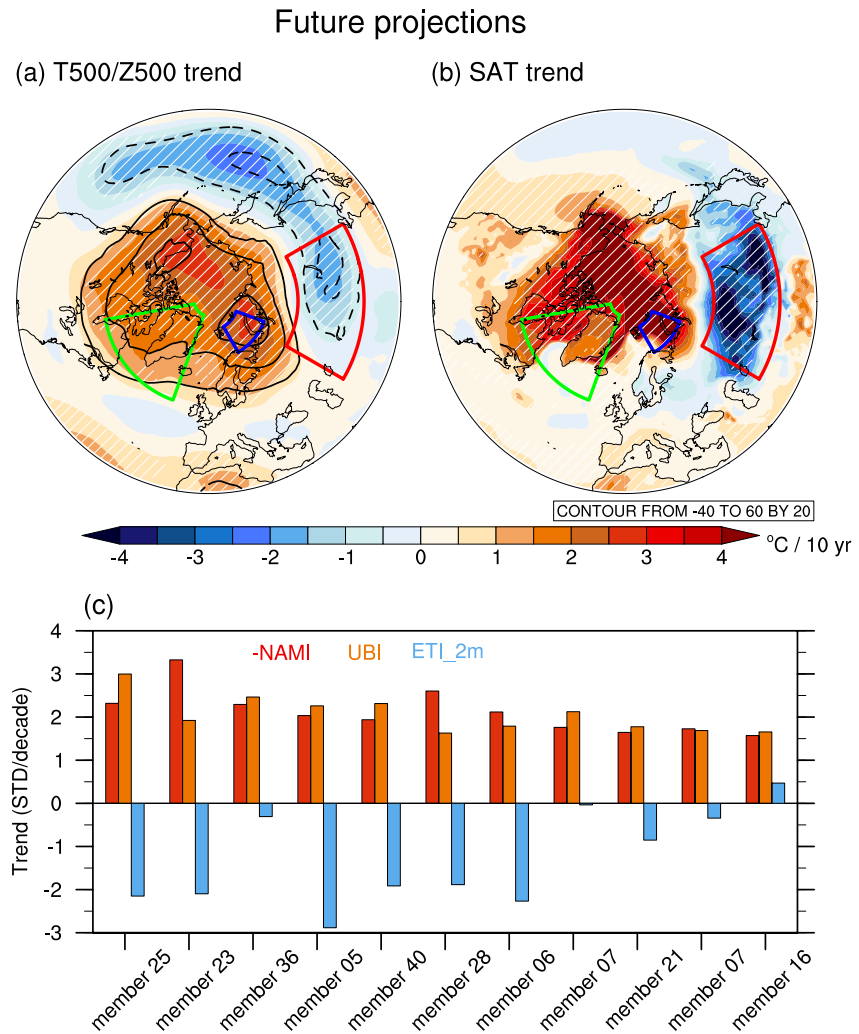 Future projections
(a) T500/Z500 trend
(b) SAT trend
CONTOUR FROM -40 TO 60 BY 20
-4 -3 -2 -1 0 1 2 3 4
°C / 10 yr
(c)
-NAMI UBI ETI_2m
Trend (STD/decade)
4
3
2
1
0
-1
-2
-3
member 25
member 23
member 36
member 05
member 40
member 28
member 06
member 07
member 21
member 07
member 16